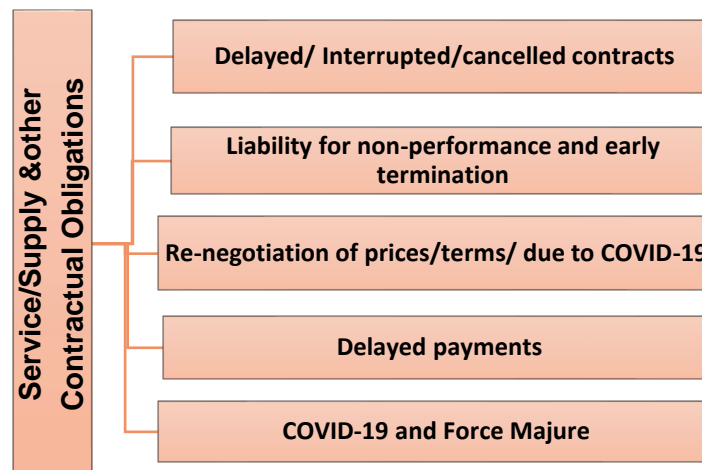 Service/Supply &other
Contractual Obligations
Delayed/ Interrupted/cancelled contracts
Liability for non-performance and early
termination
Re-negotiation of prices/terms/ due to COVID-19
Delayed payments
COVID-19 and Force Majure